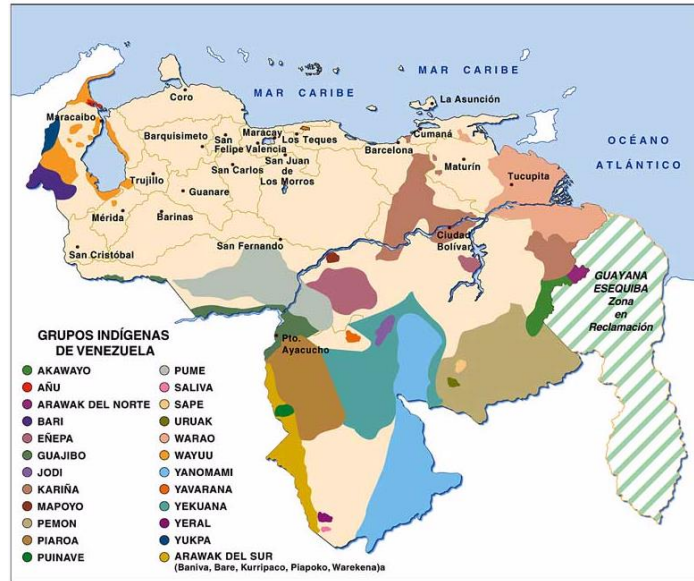 MAR CARIBE
MAR CARIBE
OCÉANO
ATLÁNTICO
Coro
La Asunción
Maracaibo
Barquisimeto
San
Felipe
Maracay
Valencia
Los Teques
Barcelona
Cumaná
San Carlos
San Juan
de
Los Morros
Maturín
Tucupita
Trujillo
Guanare
Mérida
Barinas
San Cristóbal
San Fernando
Ciudad
Bolívar
GUAYANA
ESEQUIBA
Zona
en
Reclamación
Pto.
Ayacucho
GRUPOS INDÍGENAS
DE VENEZUELA
AKAWAYO
AÑU
ARAWAK DEL NORTE
BARI
EÑEPA
GUAJIBO
JODI
KARIÑA
MAPOYO
PEMON
PIAROA
PUINAVE
PUME
SALIVA
SAPE
URUAK
WARAO
WAYUU
YANOMAMI
YAVARANA
YEKUANA
YERAL
YUKPA
ARAWAK DEL SUR
(Baniva, Bare, Kurripaco, Piapoko, Warekena)a